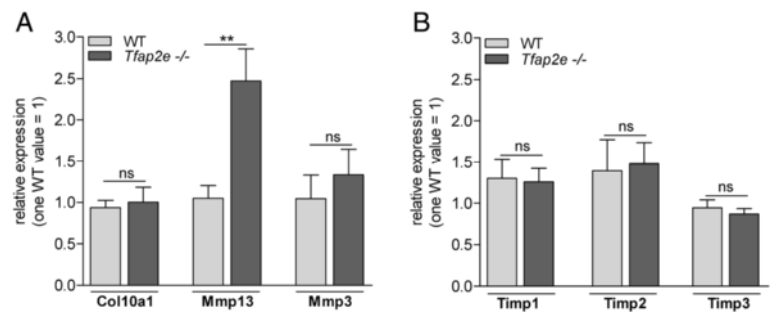 A
WT
Tfap2e -/-
relative expression
(one WT value = 1)
3.0
2.5
2.0
1.5
1.0
0.5
0.0
ns
**
ns
Col10a1 Mmp13 Mmp3
B
WT
Tfap2e -/-
relative expression
(one WT value = 1)
3.0
2.5
2.0
1.5
1.0
0.5
0.0
ns
ns
ns
Timp1 Timp2 Timp3